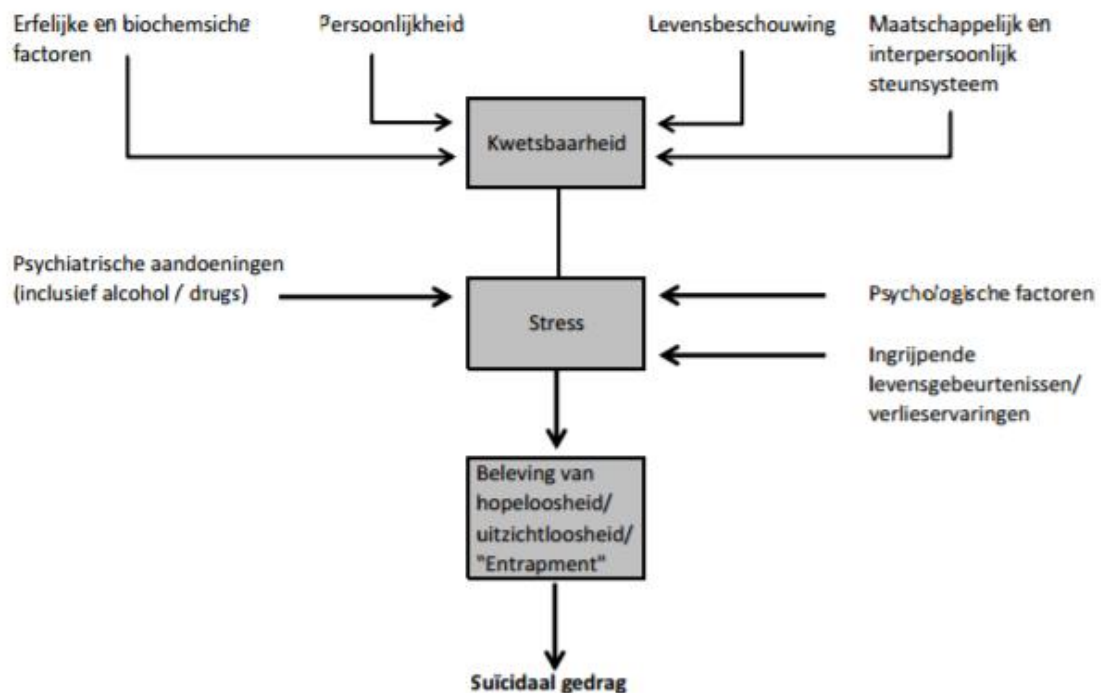 Erfelijke en biochemsiche
factoren
Persoonlijkheid
Levensbeschouwing
Maatschappelijk en
interpersoonlijk
steunsysteem
Kwetsbaarheid
Psychiatrische aandoeningen
(inclusief alcohol / drugs)
Stress
Psychologische factoren
Ingrijpende
levensgebeurtenissen/
verlieservaringen
Beleving van
hopeloosheid/
uitzichtloosheid/
"Entrapment"
Suïcidaal gedrag